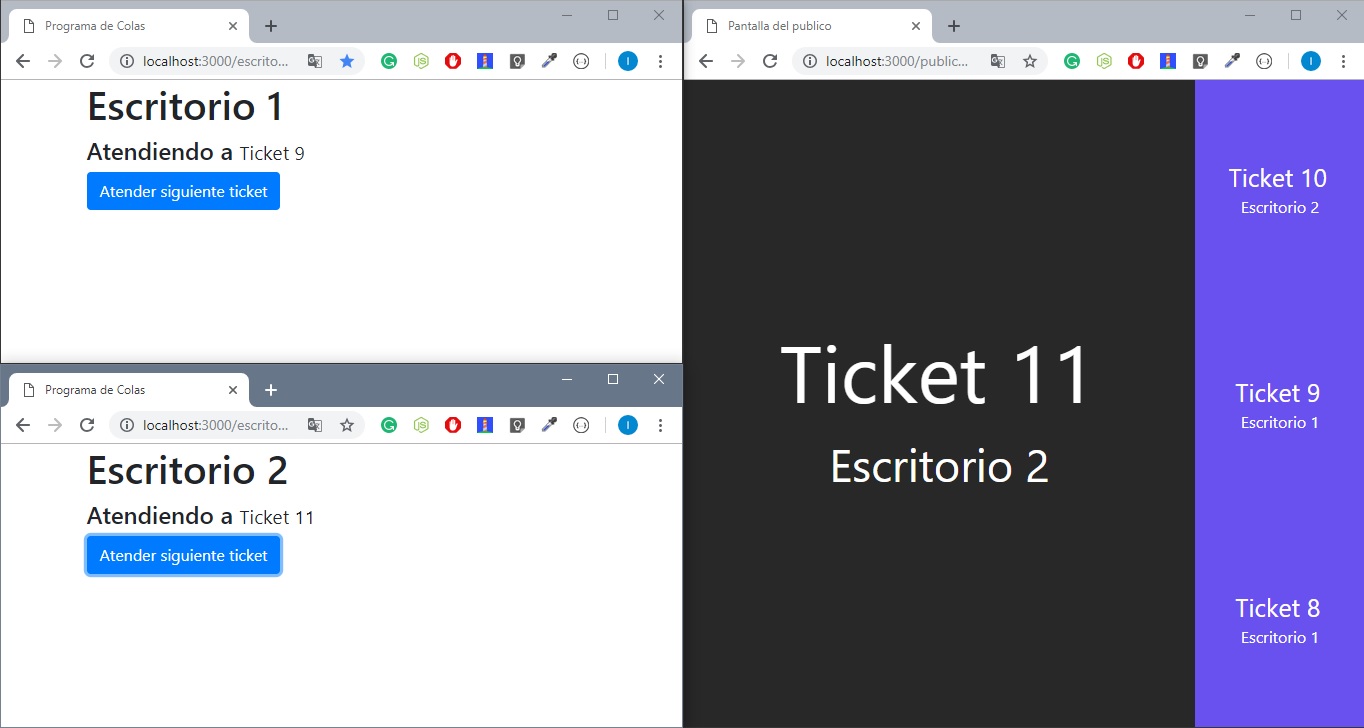 Programa de Colas
localhost:3000/escrito...
Escritorio 1
Atendiendo a Ticket 9
Atender siguiente ticket
Programa de Colas
localhost:3000/escrito...
Escritorio 2
Atendiendo a Ticket 11
Atender siguiente ticket
Pantalla del publico
localhost:3000/public...
Ticket 11
Escritorio 2
Ticket 10
Escritorio 2
Ticket 9
Escritorio 1
Ticket 8
Escritorio 1